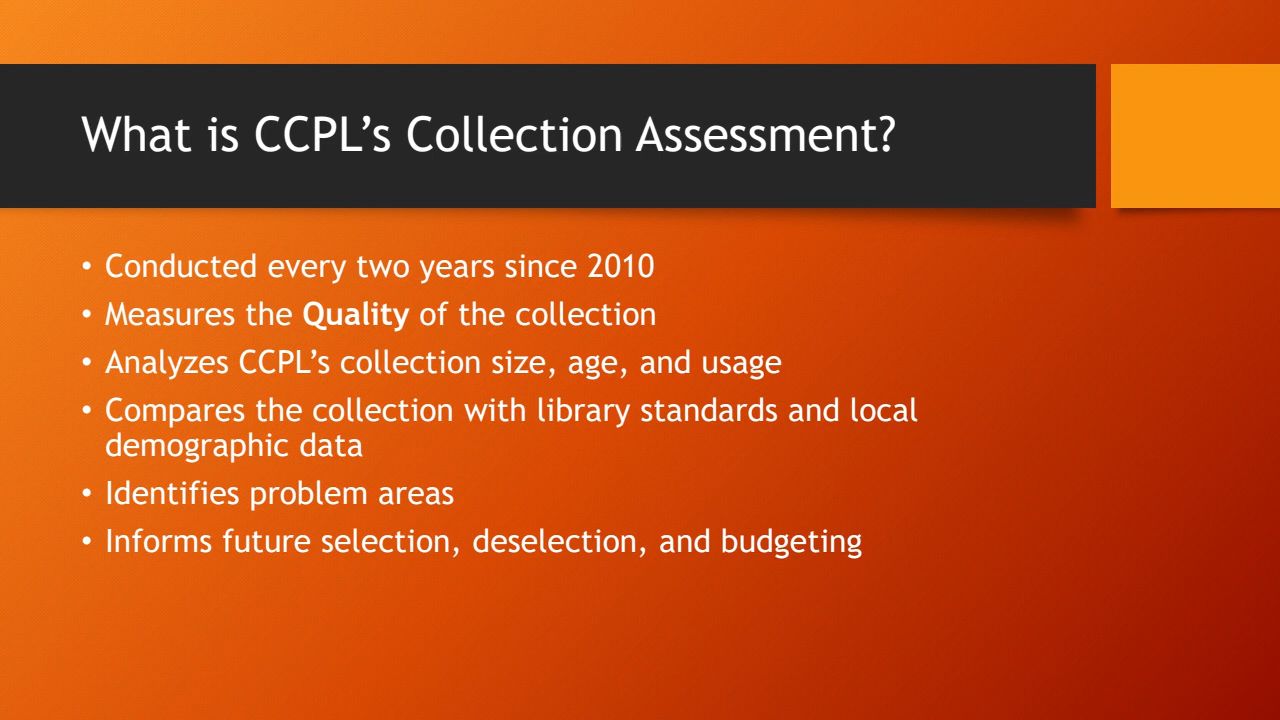 What is CCPL’s Collection Assessment?
• Conducted every two years since 2010
• Measures the Quality of the collection
• Analyzes CCPL’s collection size, age, and usage
• Compares the collection with library standards and local
demographic data
• Identifies problem areas
• Informs future selection, deselection, and budgeting